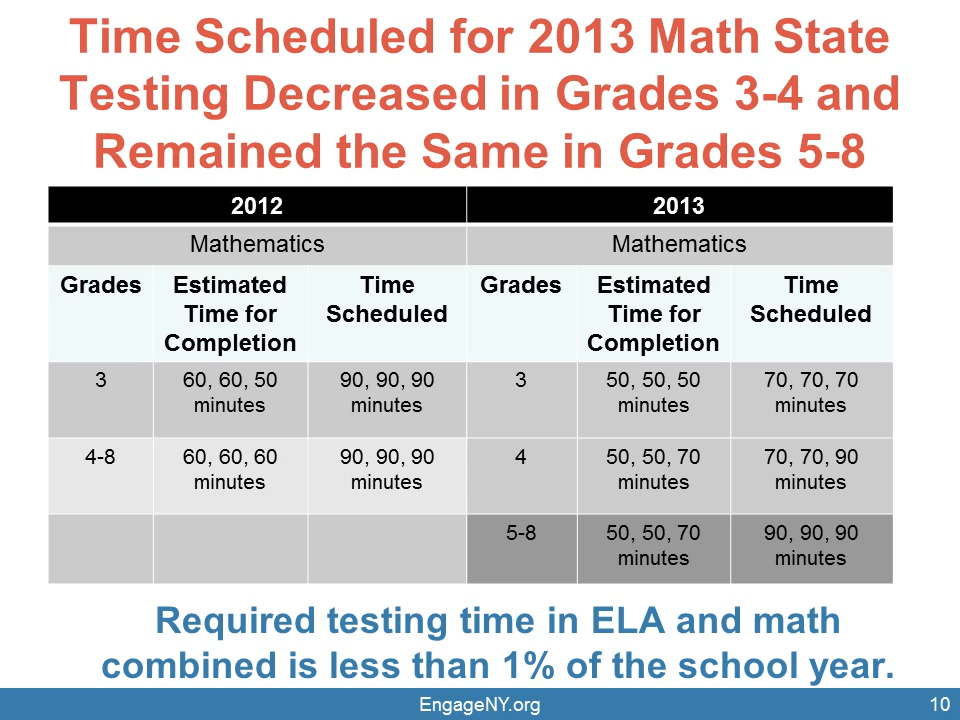 Time Scheduled for 2013 Math State
Testing Decreased in Grades 3-4 and
Remained the Same in Grades 5-8
2012 2013
Mathematics Mathematics
Grades Estimated Time for Completion Time Scheduled Grades Estimated Time for Completion Time Scheduled
3 60, 60, 50 minutes 90, 90, 90 minutes 3 50, 50, 50 minutes 70, 70, 70 minutes
4-8 60, 60, 60 minutes 90, 90, 90 minutes 4 50, 50, 70 minutes 70, 70, 90 minutes
5-8 50, 50, 70 minutes 90, 90, 90 minutes
Required testing time in ELA and math
combined is less than 1% of the school year.
EngageNY.org 10